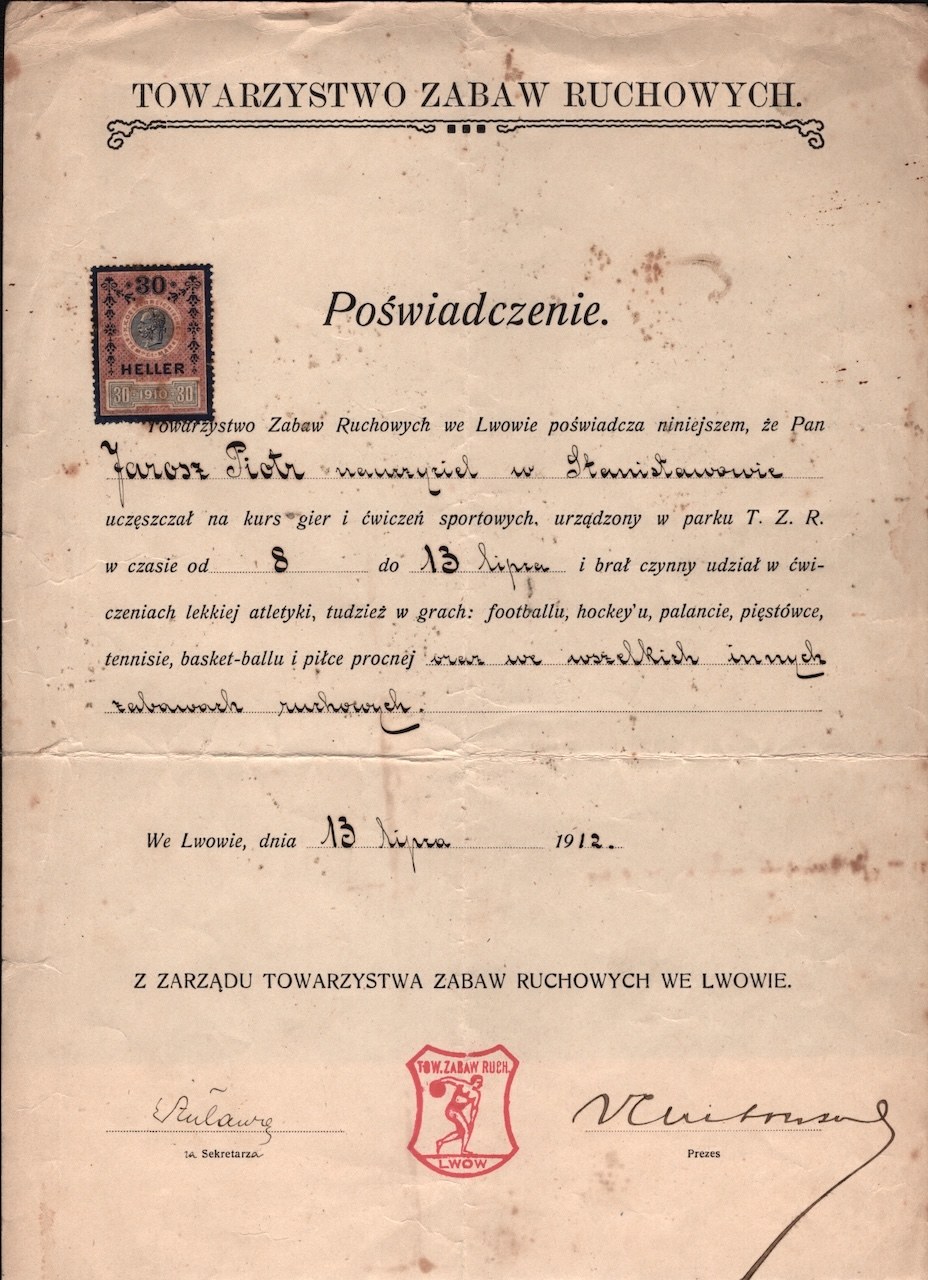 TOWARZYSTWO ZABAW RUCHOWYCH.
30
HELLER
30 1910 30
Poświadczenie.
Towarzystwo Zabaw Ruchowych we Lwowie poświadcza niniejszem, że Pan
Jarosz Piotr nauczyciel w Stanisławowie
uczęszczał na kurs gier i ćwiczeń sportowych, urządzony w parku T. Z. R.
w czasie od 8 do 13 lipca i brał czynny udział w ćwi-
czeniach lekkiej atletyki, tudzież w grach: footballu, hockey'u, palancie, pięstówce,
tennisie, basket-ballu i piłce procnej oraz we wszelkich innych
zabawach ruchowych.
We Lwowie, dnia 13 lipca 1912.
Z ZARZĄDU TOWARZYSTWA ZABAW RUCHOWYCH WE LWOWIE.
TOW. ZABAW RUCH.
LWÓW
za Sekretarza
Prezes